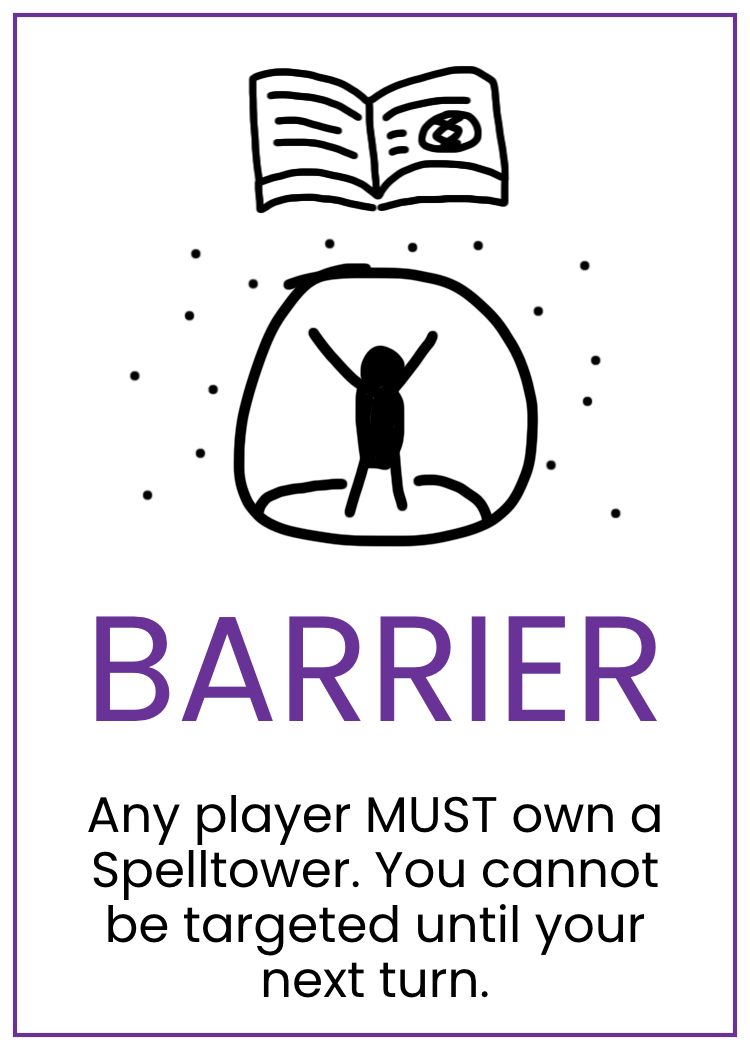 BARRIER
Any player MUST own a
Spelltower. You cannot
be targeted until your
next turn.